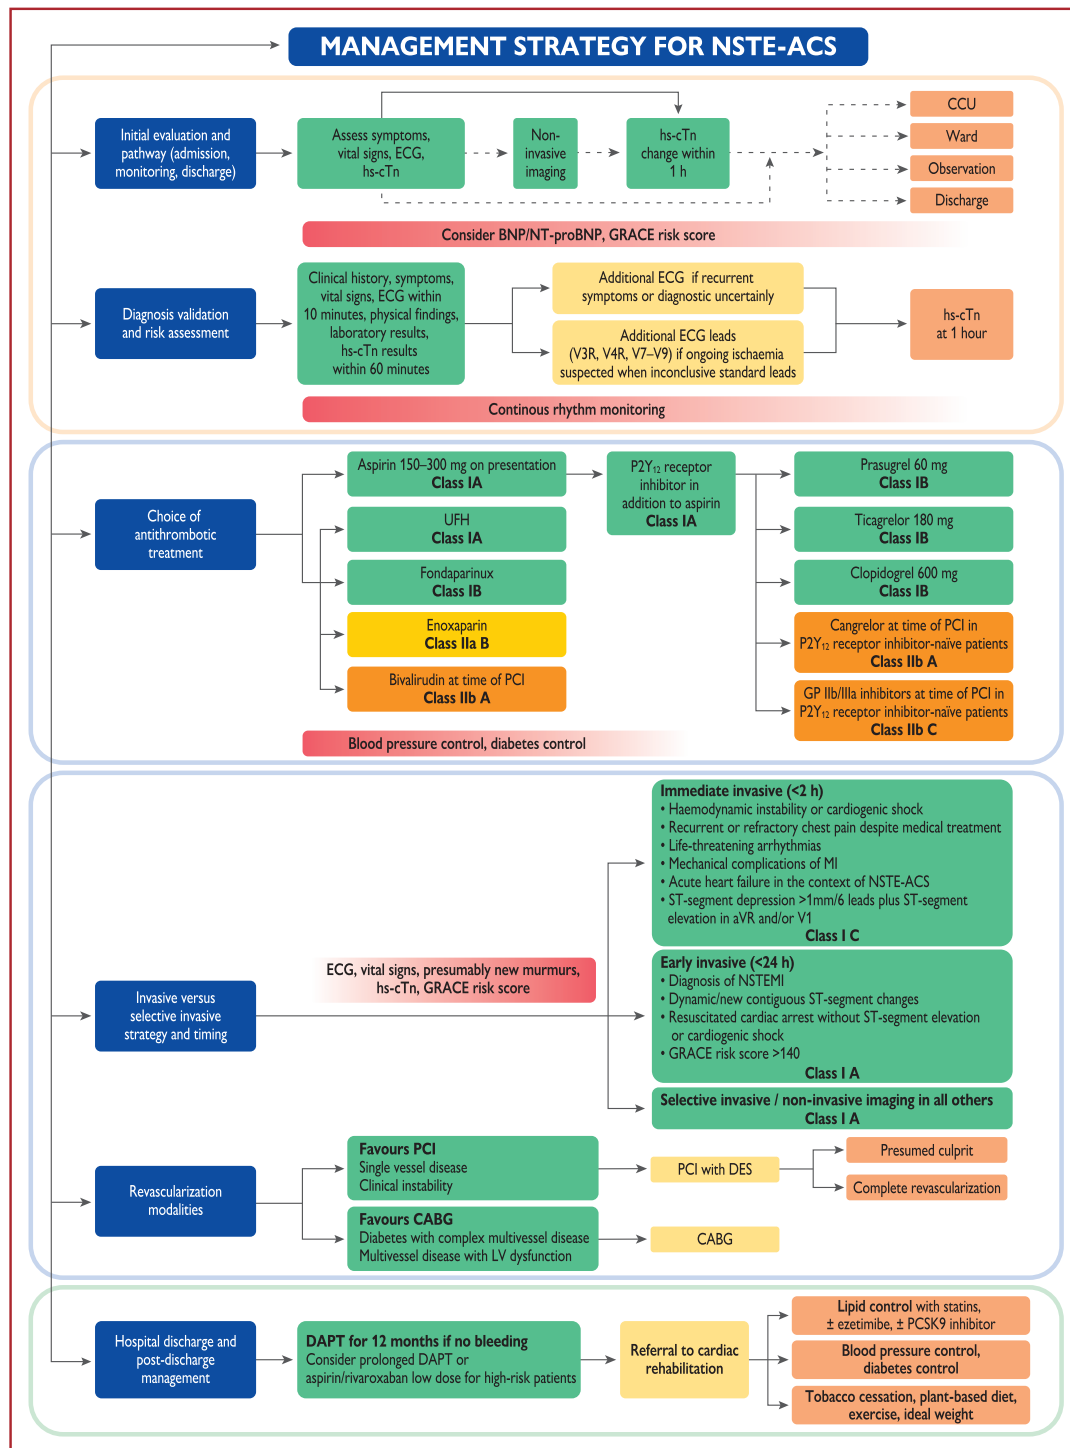 MANAGEMENT STRATEGY FOR NSTE-ACS
Initial evaluation and
pathway (admission,
monitoring, discharge)
Assess symptoms,
vital signs, ECG,
hs-cTn
Non-
invasive
imaging
hs-cTn
change within
1 h
CCU
Ward
Observation
Discharge
Consider BNP/NT-proBNP, GRACE risk score
Diagnosis validation
and risk assessment
Clinical history, symptoms,
vital signs, ECG within
10 minutes, physical findings,
laboratory results,
hs-cTn results
within 60 minutes
Additional ECG if recurrent
symptoms or diagnostic uncertainly
Additional ECG leads
(V3R, V4R, V7–V9) if ongoing ischaemia
suspected when inconclusive standard leads
hs-cTn
at 1 hour
Continous rhythm monitoring
Choice of
antithrombotic
treatment
Aspirin 150–300 mg on presentation
Class IA
UFH
Class IA
Fondaparinux
Class IB
Enoxaparin
Class IIa B
Bivalirudin at time of PCI
Class IIb A
P2Y₁₂ receptor
inhibitor in
addition to aspirin
Class IA
Prasugrel 60 mg
Class IB
Ticagrelor 180 mg
Class IB
Clopidogrel 600 mg
Class IB
Cangrelor at time of PCI in
P2Y₁₂ receptor inhibitor-naïve patients
Class IIb A
GP IIb/IIIa inhibitors at time of PCI in
P2Y₁₂ receptor inhibitor-naïve patients
Class IIb C
Blood pressure control, diabetes control
Invasive versus
selective invasive
strategy and timing
ECG, vital signs, presumably new murmurs,
hs-cTn, GRACE risk score
Immediate invasive (<2 h)
• Haemodynamic instability or cardiogenic shock
• Recurrent or refractory chest pain despite medical treatment
• Life-threatening arrhythmias
• Mechanical complications of MI
• Acute heart failure in the context of NSTE-ACS
• ST-segment depression >1mm/6 leads plus ST-segment
elevation in aVR and/or V1
Class I C
Early invasive (<24 h)
• Diagnosis of NSTEMI
• Dynamic/new contiguous ST-segment changes
• Resuscitated cardiac arrest without ST-segment elevation
or cardiogenic shock
• GRACE risk score >140
Class I A
Selective invasive / non-invasive imaging in all others
Class I A
Revascularization
modalities
Favours PCI
Single vessel disease
Clinical instability
Favours CABG
Diabetes with complex multivessel disease
Multivessel disease with LV dysfunction
PCI with DES
CABG
Presumed culprit
Complete revascularization
Hospital discharge and
post-discharge
management
DAPT for 12 months if no bleeding
Consider prolonged DAPT or
aspirin/rivaroxaban low dose for high-risk patients
Referral to cardiac
rehabilitation
Lipid control with statins,
± ezetimibe, ± PCSK9 inhibitor
Blood pressure control,
diabetes control
Tobacco cessation, plant-based diet,
exercise, ideal weight